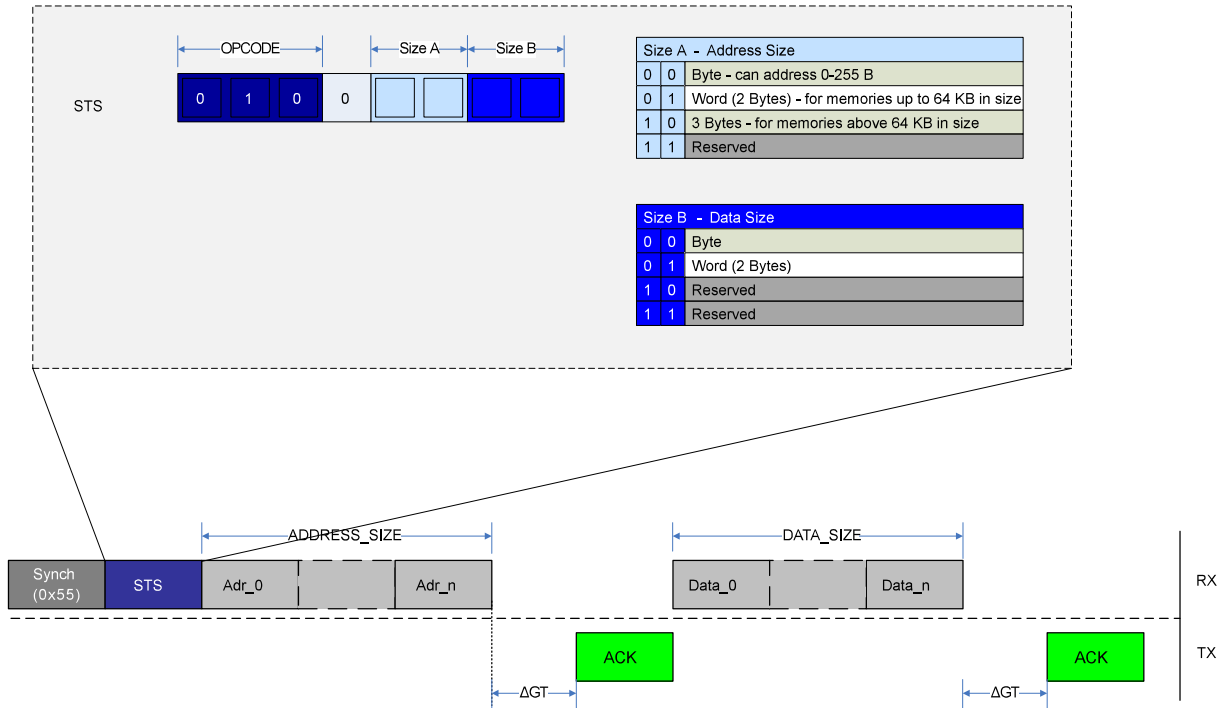 OPCODE
Size A
Size B
STS
0 1 0 0
Size A - Address Size
0 0 Byte - can address 0-255 B
0 1 Word (2 Bytes) - for memories up to 64 KB in size
1 0 3 Bytes - for memories above 64 KB in size
1 1 Reserved
Size B - Data Size
0 0 Byte
0 1 Word (2 Bytes)
1 0 Reserved
1 1 Reserved
ADDRESS_SIZE
DATA_SIZE
Synch
(0x55)
STS
Adr_0
Adr_n
Data_0
Data_n
RX
ACK
ACK
TX
ΔGT
ΔGT